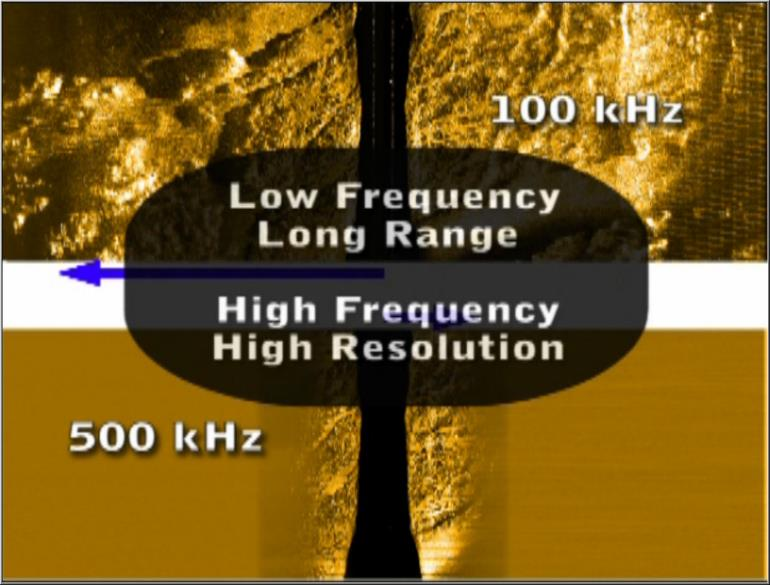 100 kHz
Low Frequency
Long Range
High Frequency
High Resolution
500 kHz